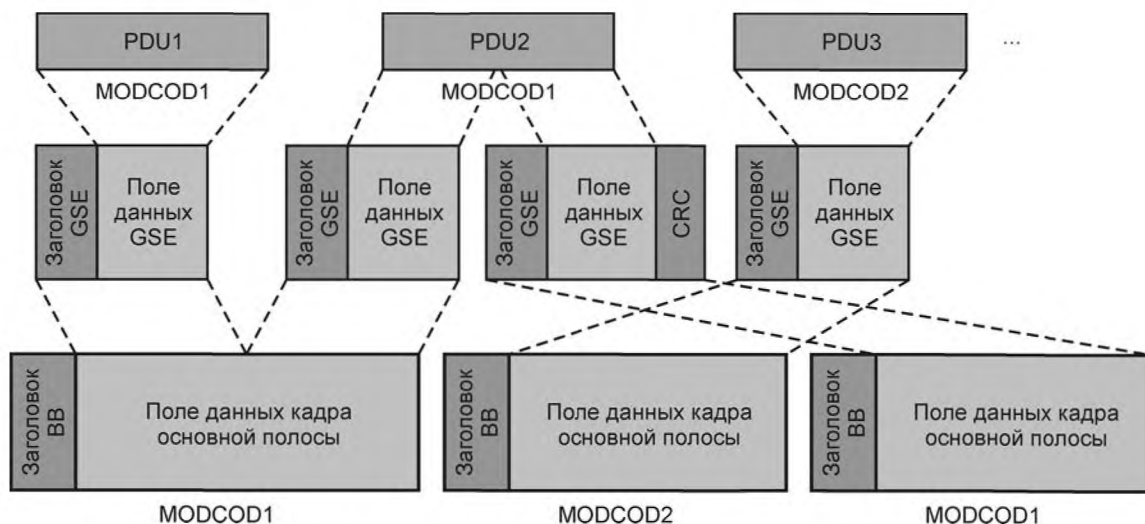 PDU1
PDU2
PDU3
...
MODCOD1
MODCOD1
MODCOD2
Заголовок
GSE
Поле
данных
GSE
Заголовок
GSE
Поле
данных
GSE
Заголовок
GSE
Поле
данных
GSE
CRC
Заголовок
GSE
Поле
данных
GSE
Заголовок
BB
Поле данных кадра
основной полосы
Заголовок
BB
Поле данных кадра
основной полосы
Заголовок
BB
Поле данных кадра
основной полосы
MODCOD1
MODCOD2
MODCOD1